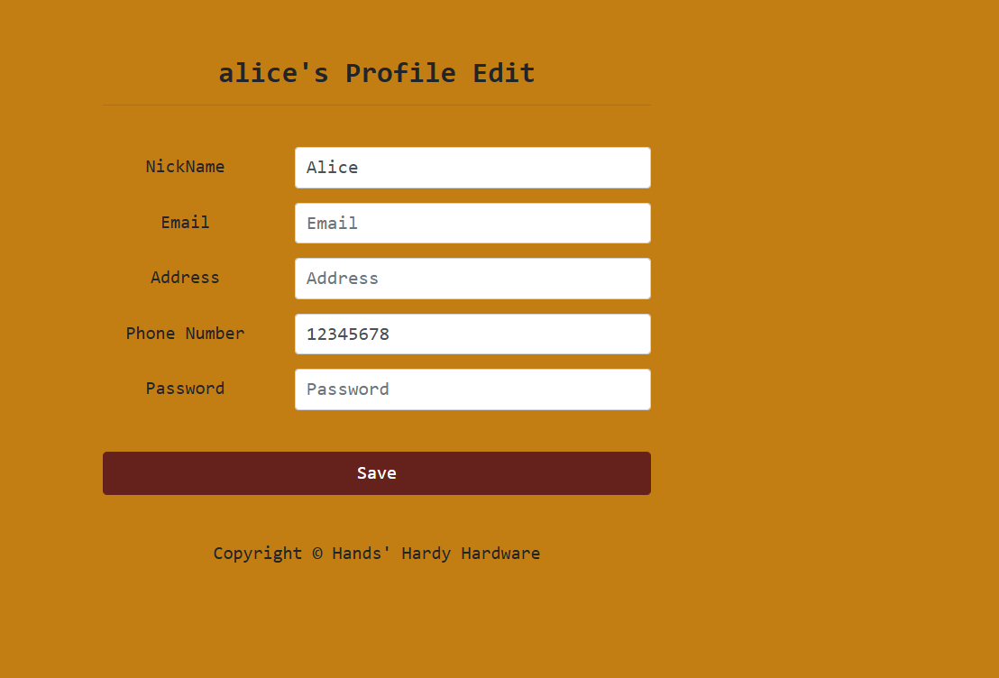 alice's Profile Edit
NickName Alice
Email Email
Address Address
Phone Number 12345678
Password Password
Save
Copyright © Hands' Hardy Hardware